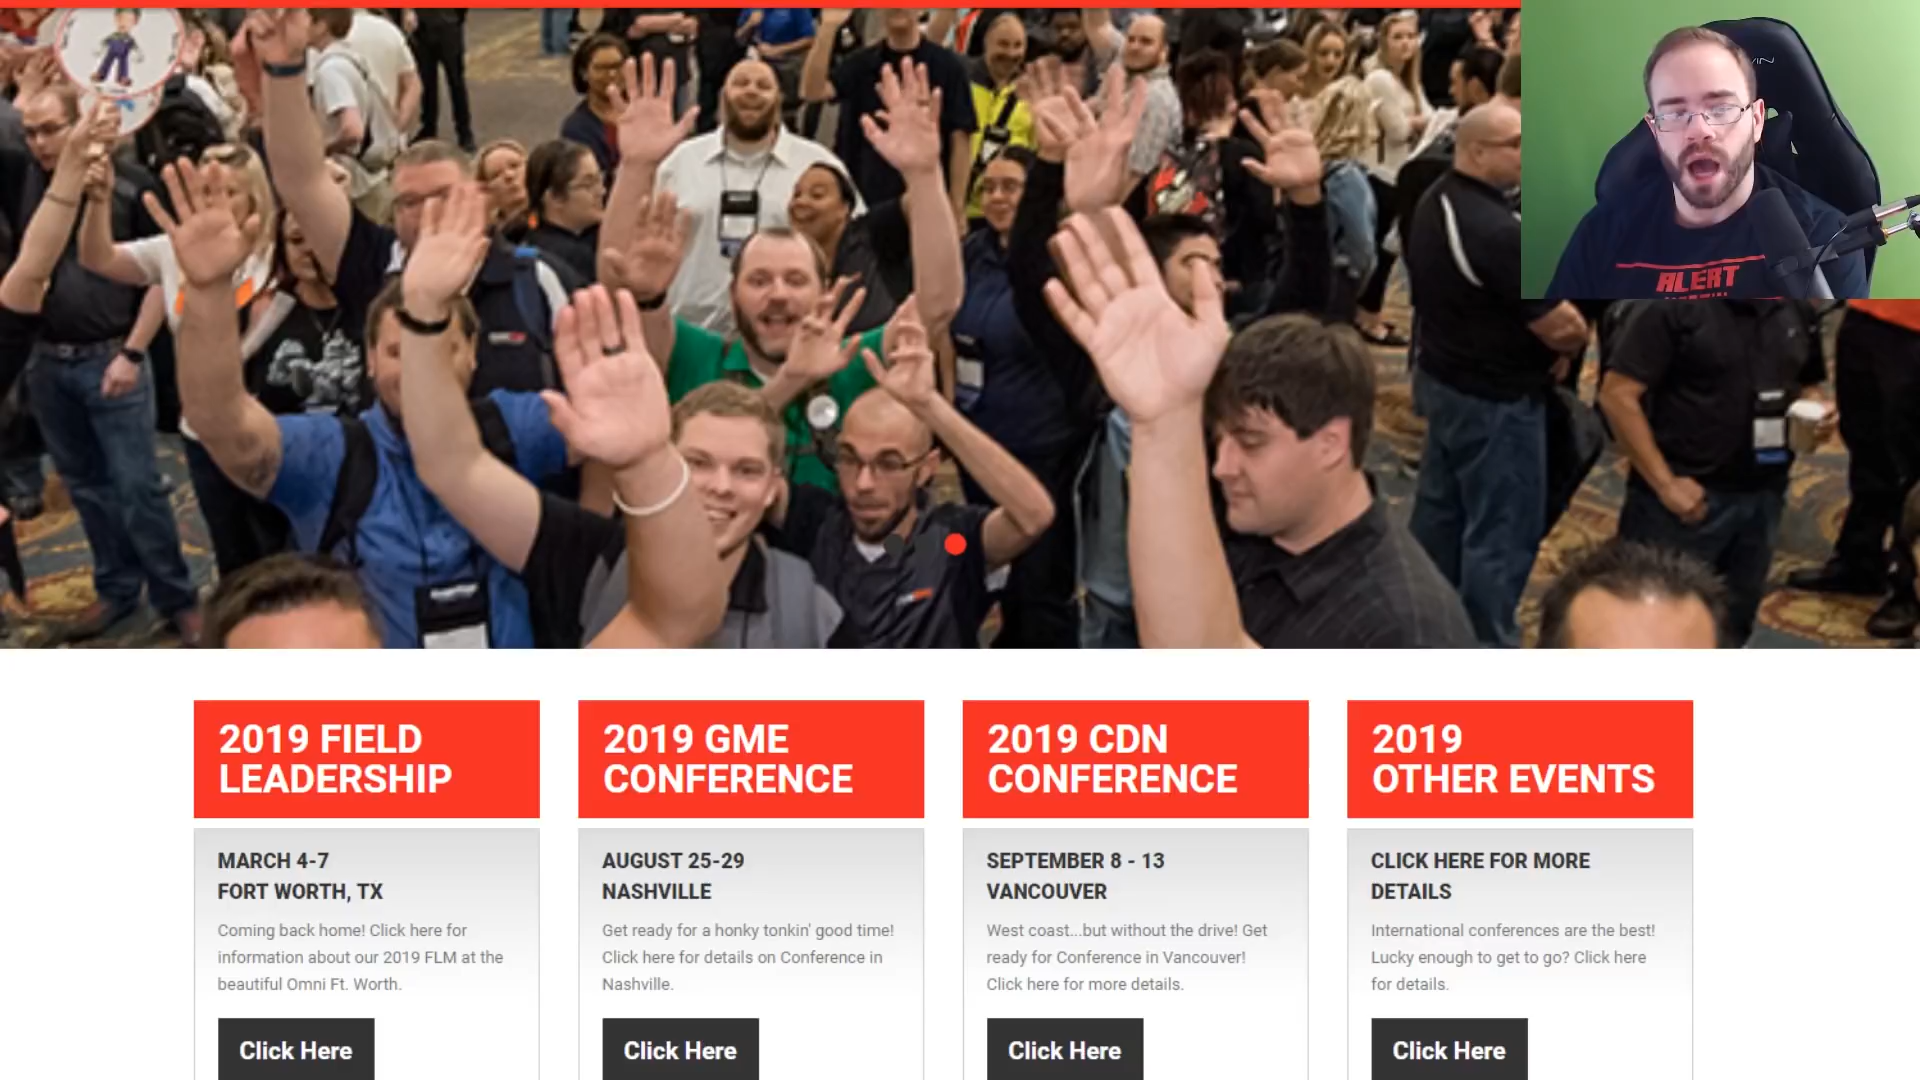 ALERT
2019 FIELD
LEADERSHIP
MARCH 4-7
FORT WORTH, TX
Coming back home! Click here for
information about our 2019 FLM at the
beautiful Omni Ft. Worth.
Click Here
2019 GME
CONFERENCE
AUGUST 25-29
NASHVILLE
Get ready for a honky tonkin' good time!
Click here for details on Conference in
Nashville.
Click Here
2019 CDN
CONFERENCE
SEPTEMBER 8 - 13
VANCOUVER
West coast...but without the drive! Get
ready for Conference in Vancouver!
Click here for more details.
Click Here
2019
OTHER EVENTS
CLICK HERE FOR MORE
DETAILS
International conferences are the best!
Lucky enough to get to go? Click here
for details.
Click Here